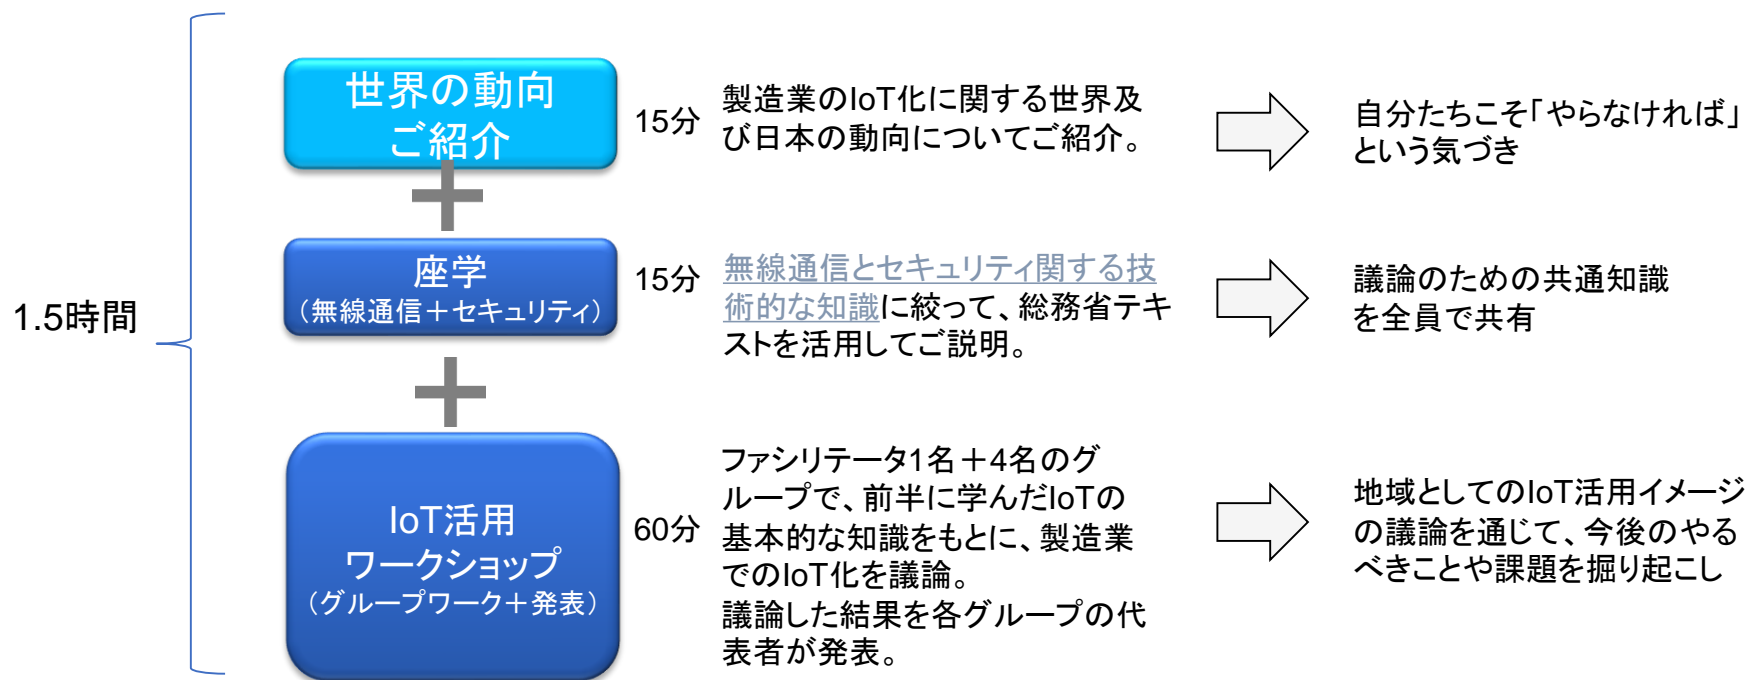 1.5時間
世界の動向
ご紹介
15分
製造業のIoT化に関する世界及
び日本の動向についてご紹介。
自分たちこそ「やらなければ」
という気づき
座学
（無線通信＋セキュリティ）
15分
無線通信とセキュリティ関する技
術的な知識に絞って、総務省テキ
ストを活用してご説明。
議論のための共通知識
を全員で共有
IoT活用
ワークショップ
（グループワーク＋発表）
60分
ファシリテータ1名＋4名のグ
ループで、前半に学んだIoTの
基本的な知識をもとに、製造業
でのIoT化を議論。
議論した結果を各グループの代
表者が発表。
地域としてのIoT活用イメージ
の議論を通じて、今後のやる
べきことや課題を掘り起こし